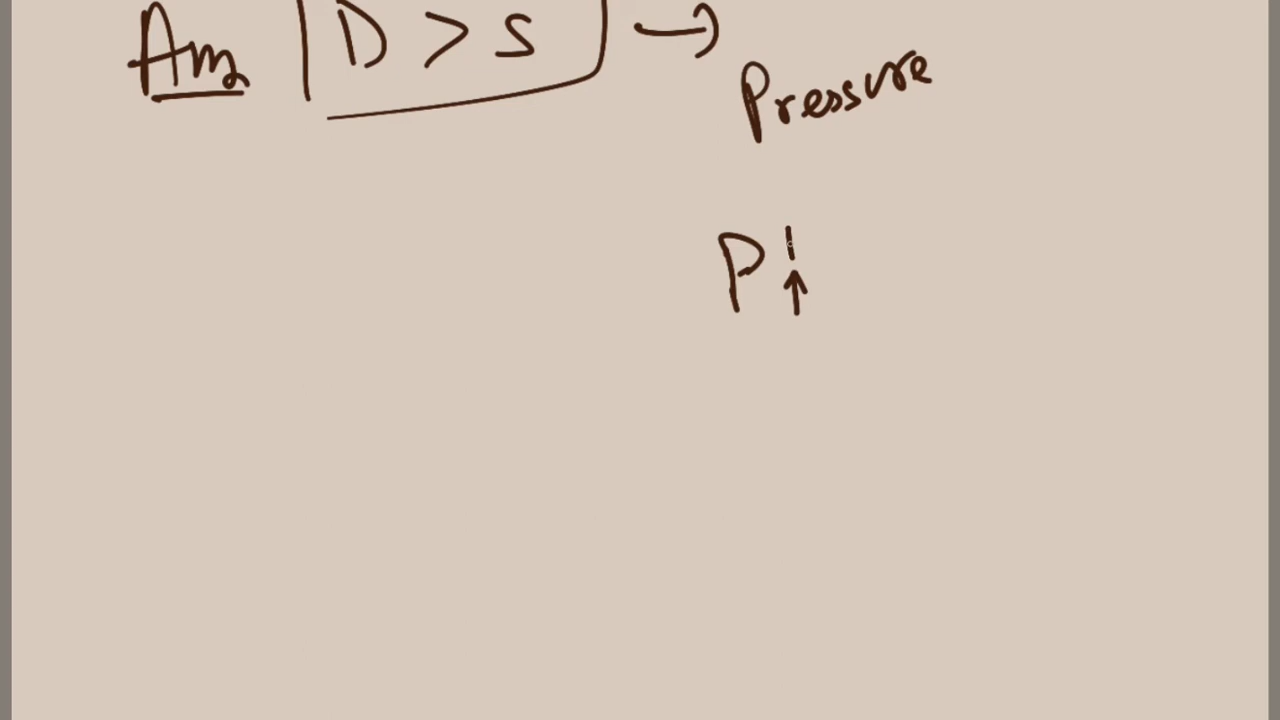 Am D > S →
Pressure
P ↑